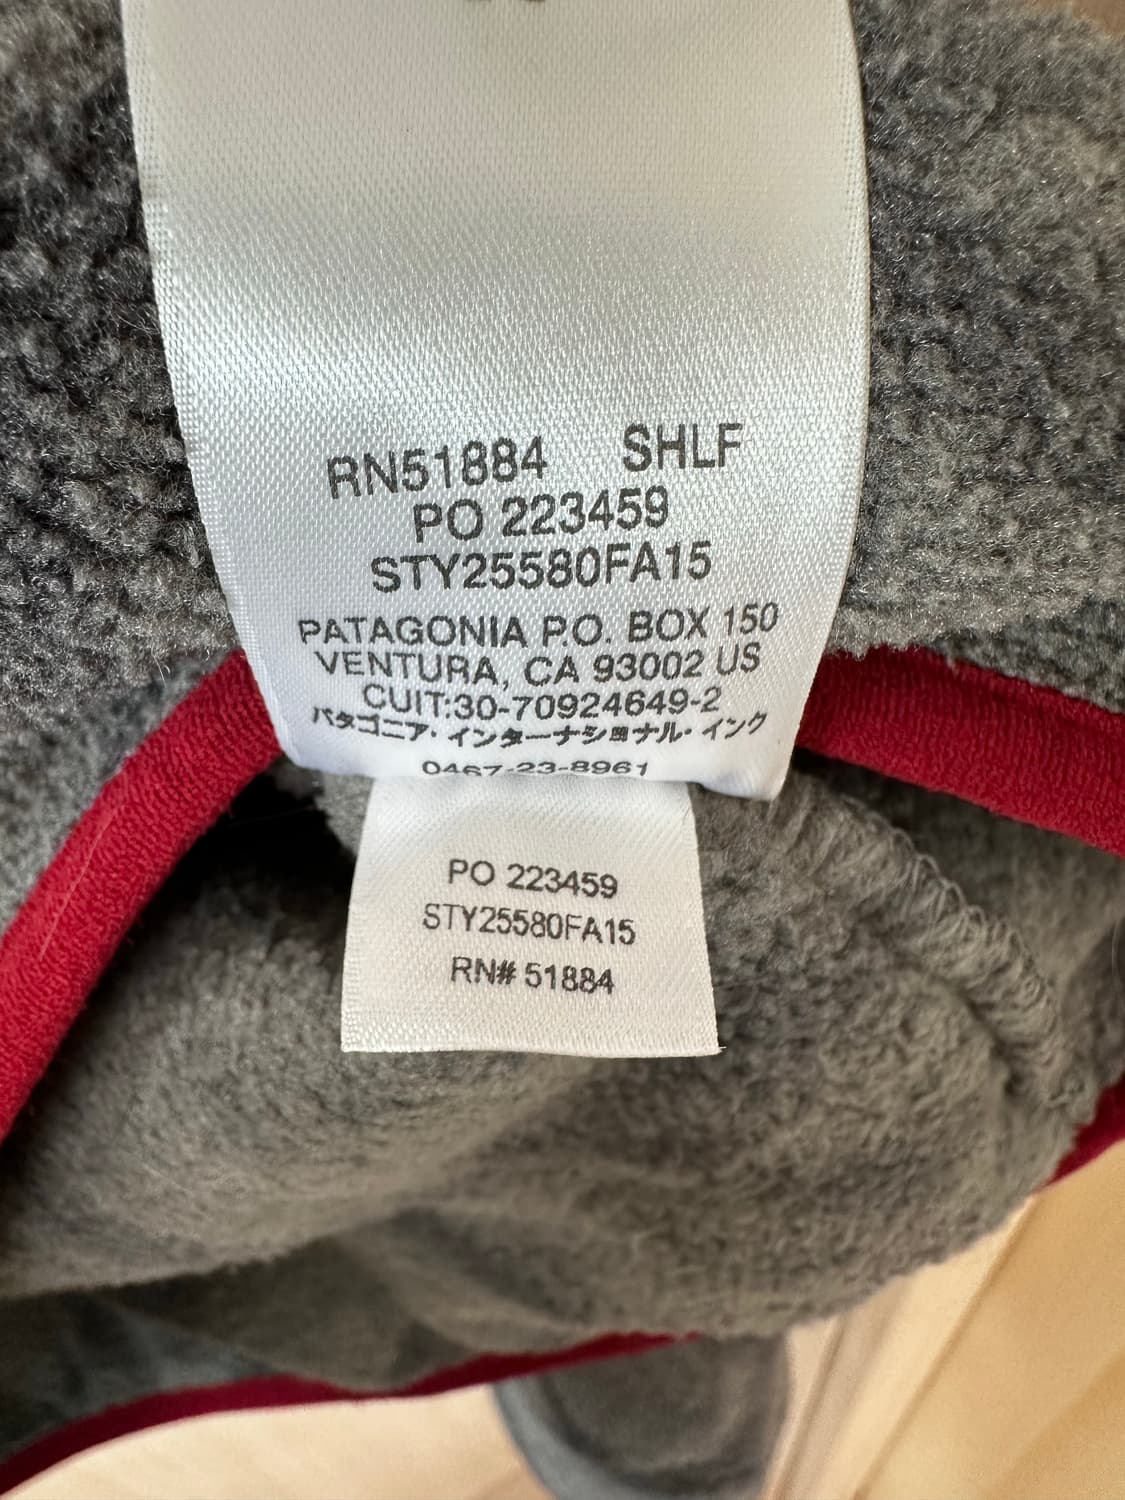 RN51884 SHLF
PO 223459
STY25580FA15
PATAGONIA P.O. BOX 150
VENTURA, CA 93002 US
CUIT:30-70924649-2
パタゴニア・インターナショナル・インク
0467-23-8961
PO 223459
STY25580FA15
RN# 51884